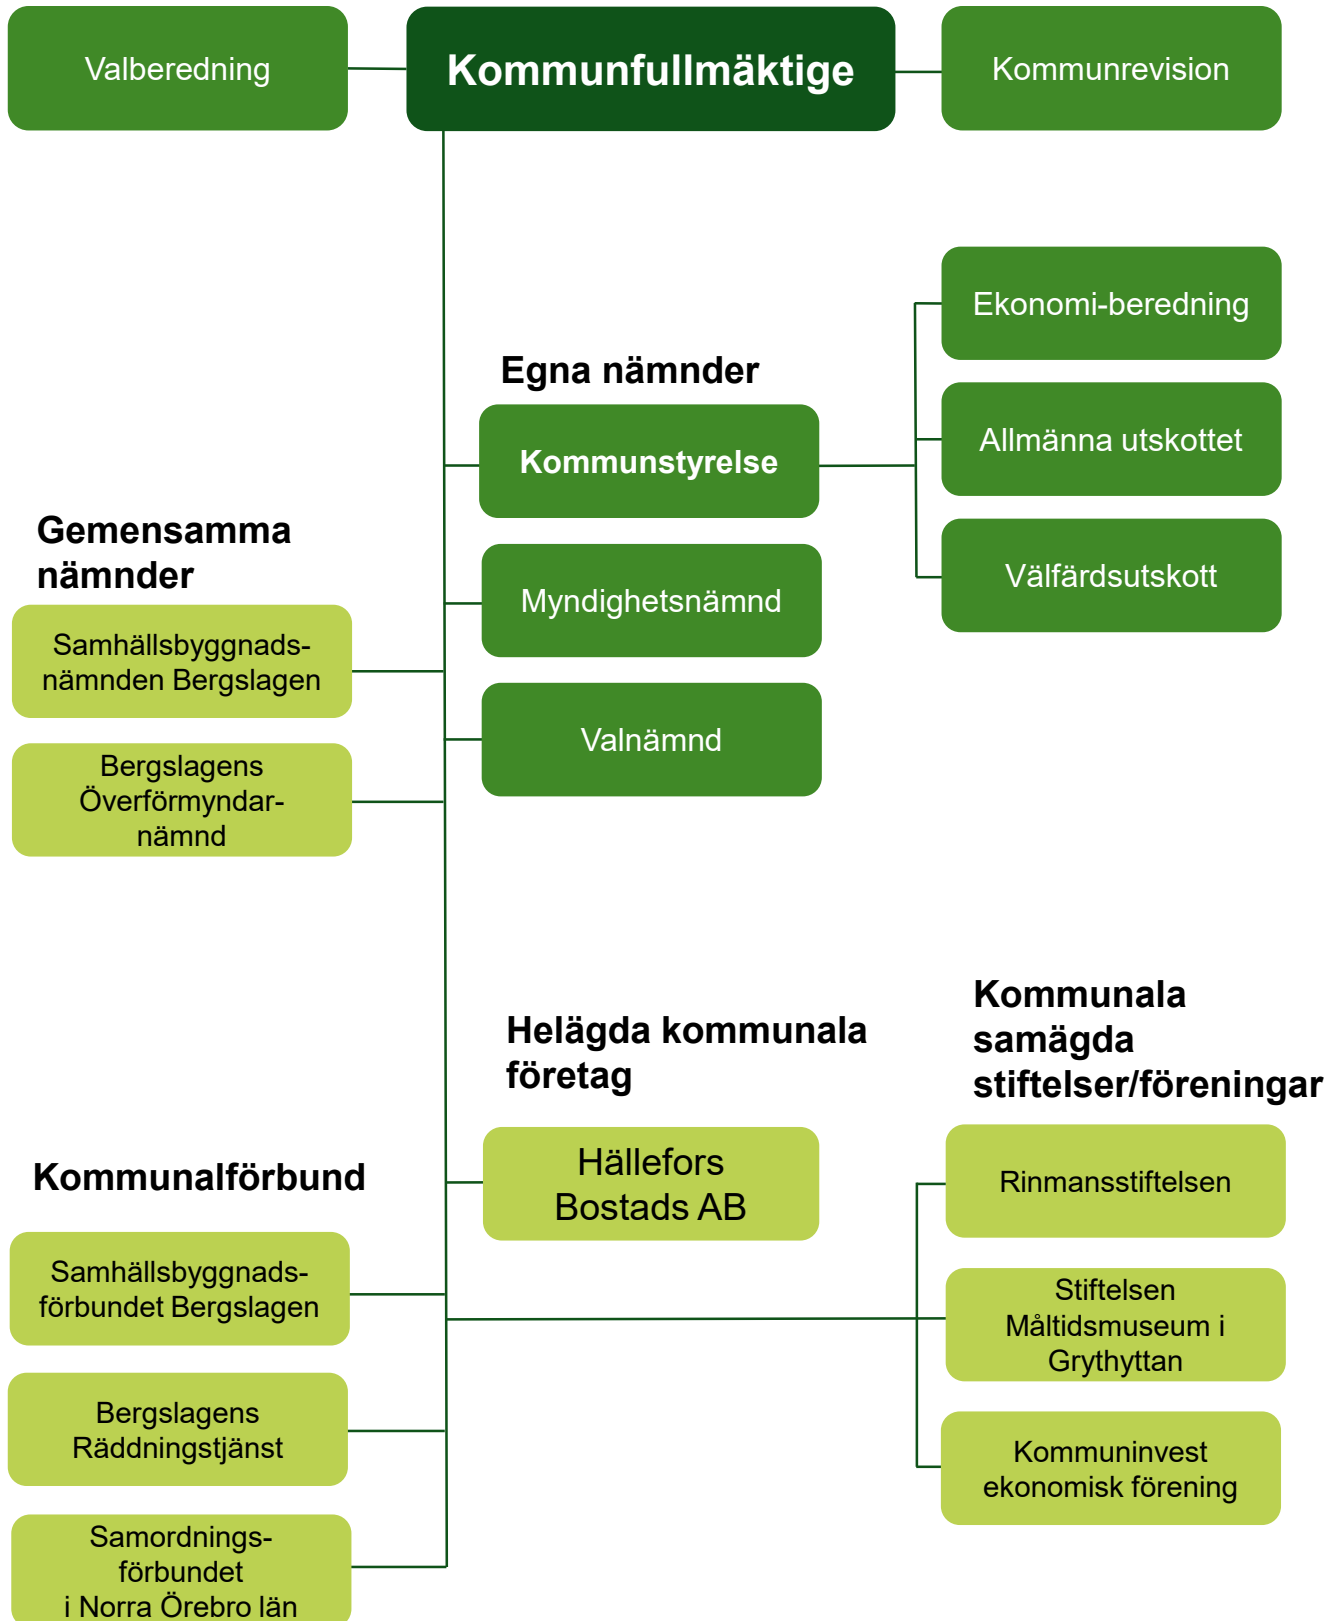 Valberedning
Kommunfullmäktige
Kommunrevision
Ekonomi-beredning
Egna nämnder
Allmänna utskottet
Kommunstyrelse
Gemensamma
nämnder
Välfärdsutskott
Myndighetsnämnd
Samhällsbyggnads-
nämnden Bergslagen
Valnämnd
Bergslagens
Överförmyndar-
nämnd
Kommunala
samägda
stiftelser/föreningar
Helägda kommunala
företag
Kommunalförbund
Hällefors
Bostads AB
Rinmansstiftelsen
Samhällsbyggnads-
förbundet Bergslagen
Stiftelsen
Måltidsmuseum i
Grythyttan
Bergslagens
Räddningstjänst
Kommuninvest
ekonomisk förening
Samordnings-
förbundet
i Norra Örebro län